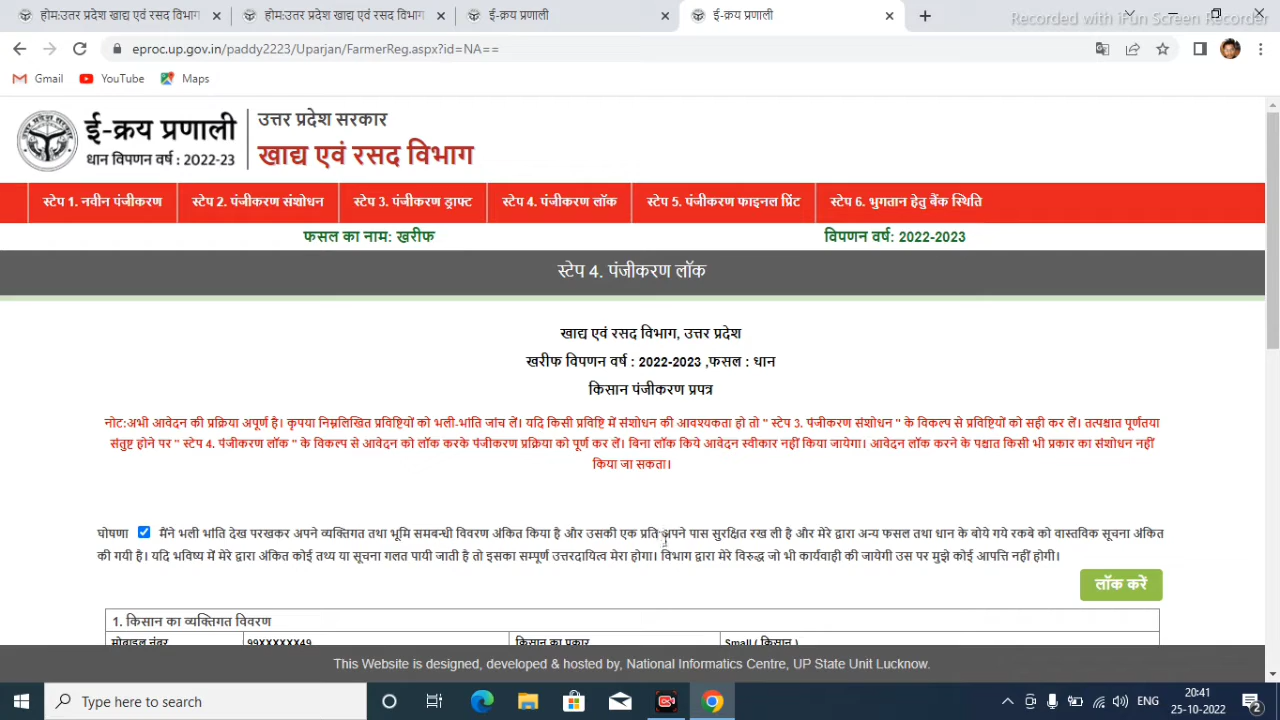 होम:उतर प्रदेश खाद्य एवं रसद विभाग
होम:उतर प्रदेश खाद्य एवं रसद विभाग
ई-क्रय प्रणाली
ई-क्रय प्रणाली
Recorded with iFun Screen Recorder
eproc.up.gov.in/paddy2223/Uparjan/FarmerReg.aspx?id=NA==
Gmail YouTube Maps
ई-क्रय प्रणाली
धान विपणन वर्ष : 2022-23
उत्तर प्रदेश सरकार
खाद्य एवं रसद विभाग
स्टेप 1. नवीन पंजीकरण स्टेप 2. पंजीकरण संशोधन स्टेप 3. पंजीकरण ड्राफ्ट स्टेप 4. पंजीकरण लॉक स्टेप 5. पंजीकरण फाइनल प्रिंट स्टेप 6. भुगतान हेतु बैंक स्थिति
फसल का नाम: खरीफ विपणन वर्ष: 2022-2023
स्टेप 4. पंजीकरण लॉक
खाद्य एवं रसद विभाग, उत्तर प्रदेश
खरीफ विपणन वर्ष : 2022-2023 ,फसल : धान
किसान पंजीकरण प्रपत्र
नोट:अभी आवेदन की प्रक्रिया अपूर्ण है। कृपया निम्नलिखित प्रविष्टियों को भली-भांति जांच लें। यदि किसी प्रविष्टि में संशोधन की आवश्यकता हो तो " स्टेप 3. पंजीकरण संशोधन " के विकल्प से प्रविष्टियों को सही कर लें। तत्पश्चात पूर्णतया
संतुष्ट होने पर " स्टेप 4. पंजीकरण लॉक " के विकल्प से आवेदन को लॉक करके पंजीकरण प्रक्रिया को पूर्ण कर लें। बिना लॉक किये आवेदन स्वीकार नहीं किया जायेगा। आवेदन लॉक करने के पश्चात किसी भी प्रकार का संशोधन नहीं
किया जा सकता।
घोषणा मैंने भली भांति देख परखकर अपने व्यक्तिगत तथा भूमि समबन्धी विवरण अंकित किया है और उसकी एक प्रति अपने पास सुरक्षित रख ली है और मेरे द्वारा अन्य फसल तथा धान के बोये गये रकबे को वास्तविक सूचना अंकित
की गयी है। यदि भविष्य में मेरे द्वारा अंकित कोई तथ्य या सूचना गलत पायी जाती है तो इसका सम्पूर्ण उत्तरदायित्व मेरा होगा। विभाग द्वारा मेरे विरुद्ध जो भी कार्यवाही की जायेगी उस पर मुझे कोई आपत्ति नहीं होगी।
लॉक करें
1. किसान का व्यक्तिगत विवरण
मोबाइल नंबर 99XXXXXX49 किसान का प्रकार Small ( किसान )
This Website is designed, developed & hosted by, National Informatics Centre, UP State Unit Lucknow.
Type here to search
ENG
20:41
25-10-2022
2